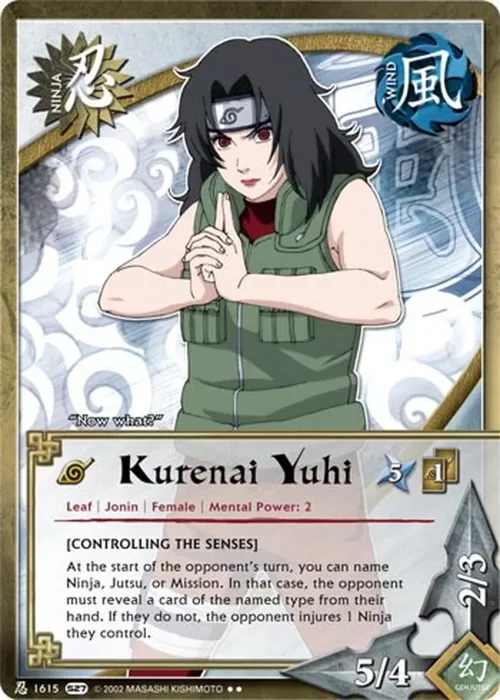 NINJA 忍
WIND 風
"Now what?"
Kurenai Yuhi 5 1
Leaf | Jonin | Female | Mental Power: 2
[CONTROLLING THE SENSES]
At the start of the opponent's turn, you can name
Ninja, Jutsu, or Mission. In that case, the opponent
must reveal a card of the named type from their
hand. If they do not, the opponent injures 1 Ninja
they control.
2/3
5/4
幻
GENJUTSU
忍 1615 S27 © 2002 MASASHI KISHIMOTO